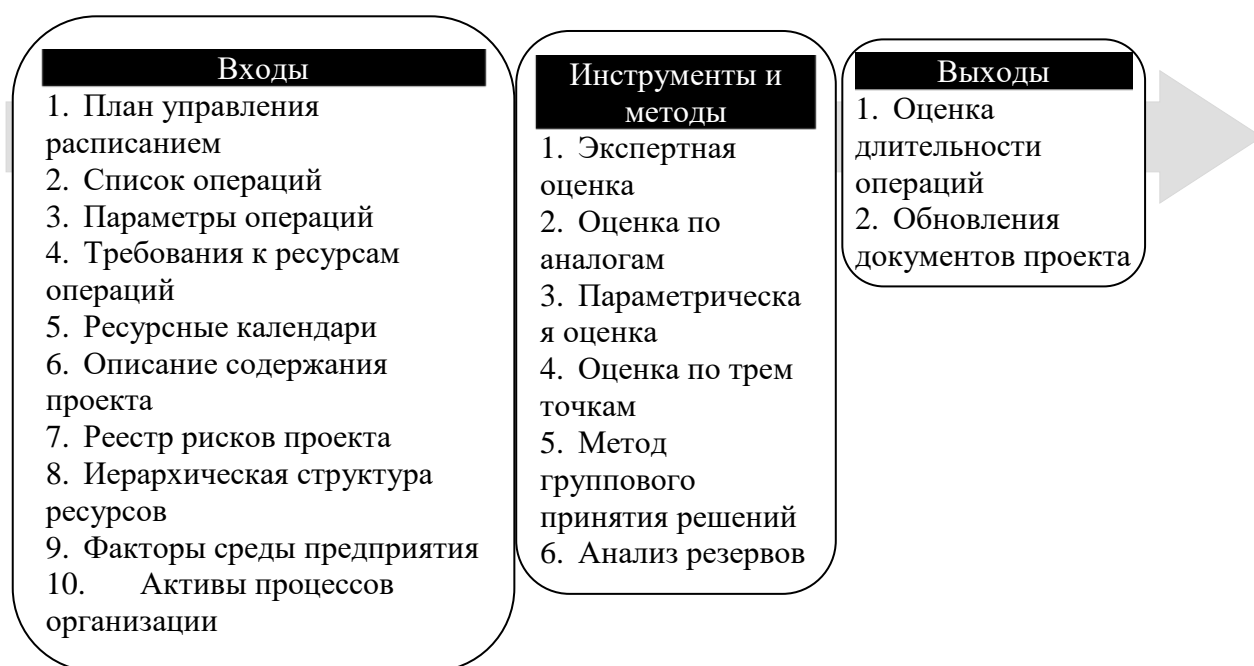 Входы
1. План управления
расписанием
2. Список операций
3. Параметры операций
4. Требования к ресурсам
операций
5. Ресурсные календари
6. Описание содержания
проекта
7. Реестр рисков проекта
8. Иерархическая структура
ресурсов
9. Факторы среды предприятия
10. Активы процессов
организации
Инструменты и
методы
1. Экспертная
оценка
2. Оценка по
аналогам
3. Параметрическа
я оценка
4. Оценка по трем
точкам
5. Метод
группового
принятия решений
6. Анализ резервов
Выходы
1. Оценка
длительности
операций
2. Обновления
документов проекта